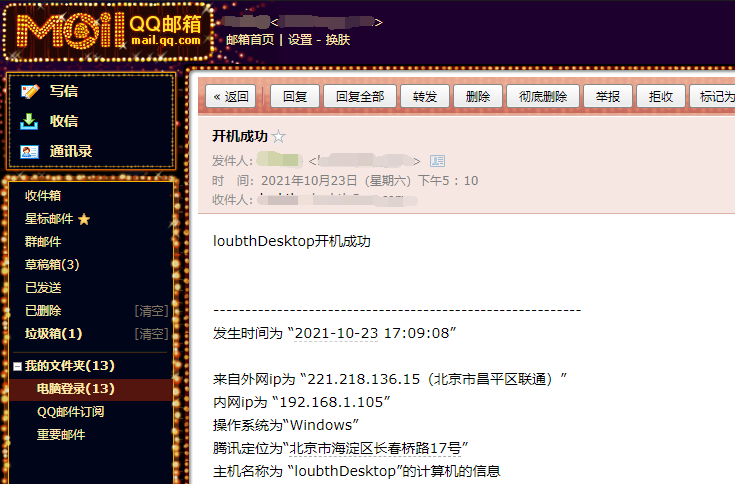 Mail QQ邮箱
mail.qq.com
邮箱首页 | 设置 - 换肤
写信
收信
通讯录
收件箱
星标邮件
群邮件
草稿箱(3)
已发送
已删除 [清空]
垃圾箱(1) [清空]
我的文件夹(13)
电脑登录(13)
QQ邮件订阅
重要邮件
« 返回 回复 回复全部 转发 删除 彻底删除 举报 拒收 标记为
开机成功☆
发件人:
时 间: 2021年10月23日 (星期六) 下午5：10
收件人:
loubthDesktop开机成功
----------------------------------------------------------
发生时间为 “2021-10-23 17:09:08”
来自外网ip为 “221.218.136.15（北京市昌平区联通）”
内网ip为 “192.168.1.105”
操作系统为“Windows”
腾讯定位为“北京市海淀区长春桥路17号”
主机名称为 “loubthDesktop”的计算机的信息